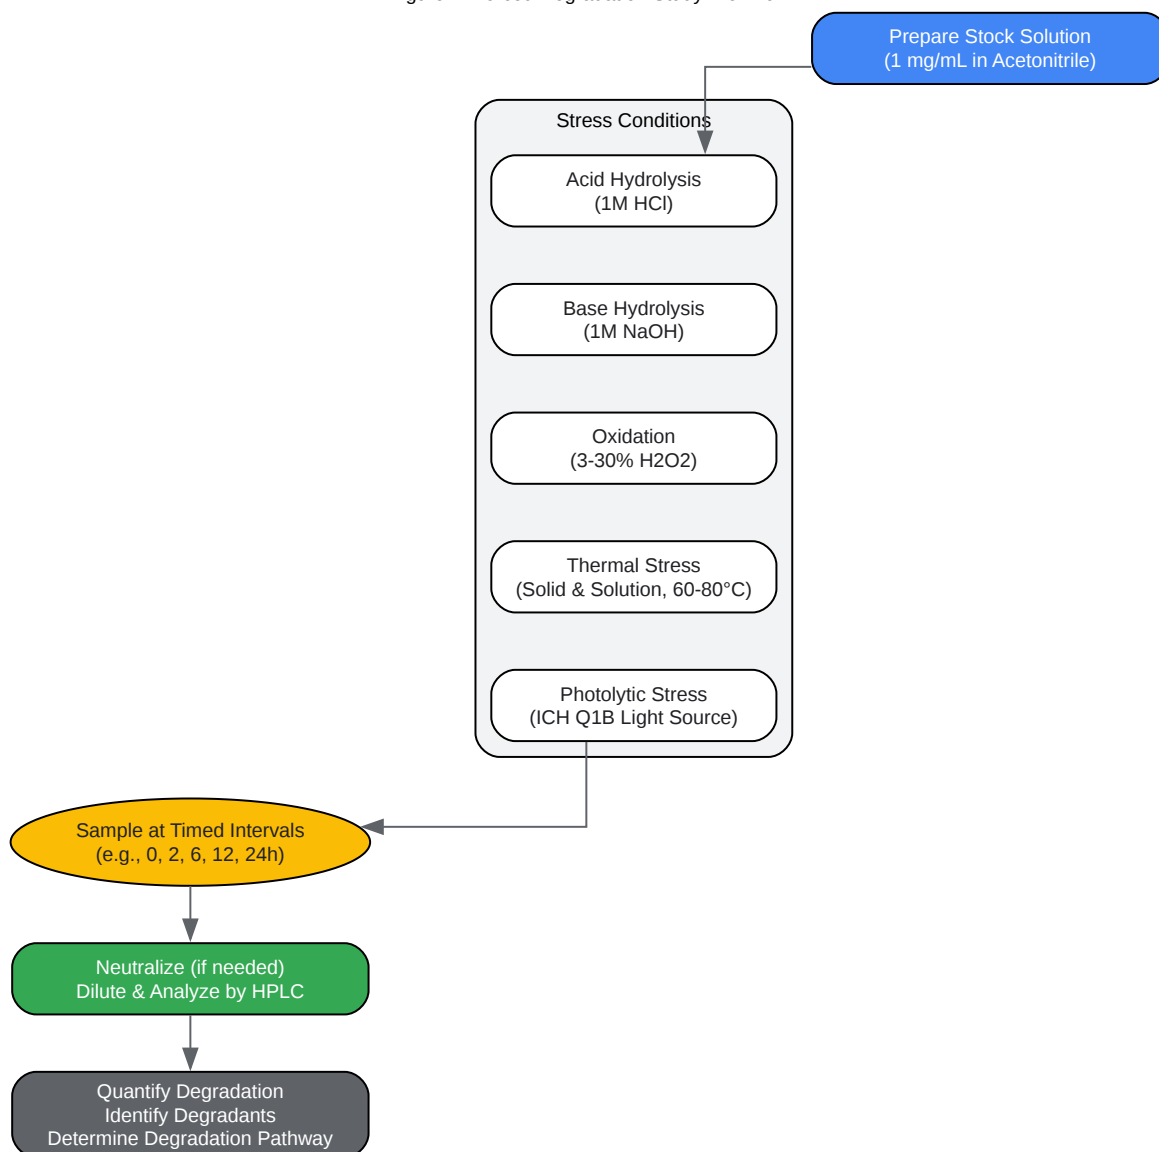 Prepare Stock Solution
(1 mg/mL in Acetonitrile)
Stress Conditions
Acid Hydrolysis
(1M HCl)
Base Hydrolysis
(1M NaOH)
Oxidation
(3-30% H2O2)
Thermal Stress
(Solid & Solution, 60-80°C)
Photolytic Stress
(ICH Q1B Light Source)
Sample at Timed Intervals
(e.g., 0, 2, 6, 12, 24h)
Neutralize (if needed)
Dilute & Analyze by HPLC
Quantify Degradation
Identify Degradants
Determine Degradation Pathway